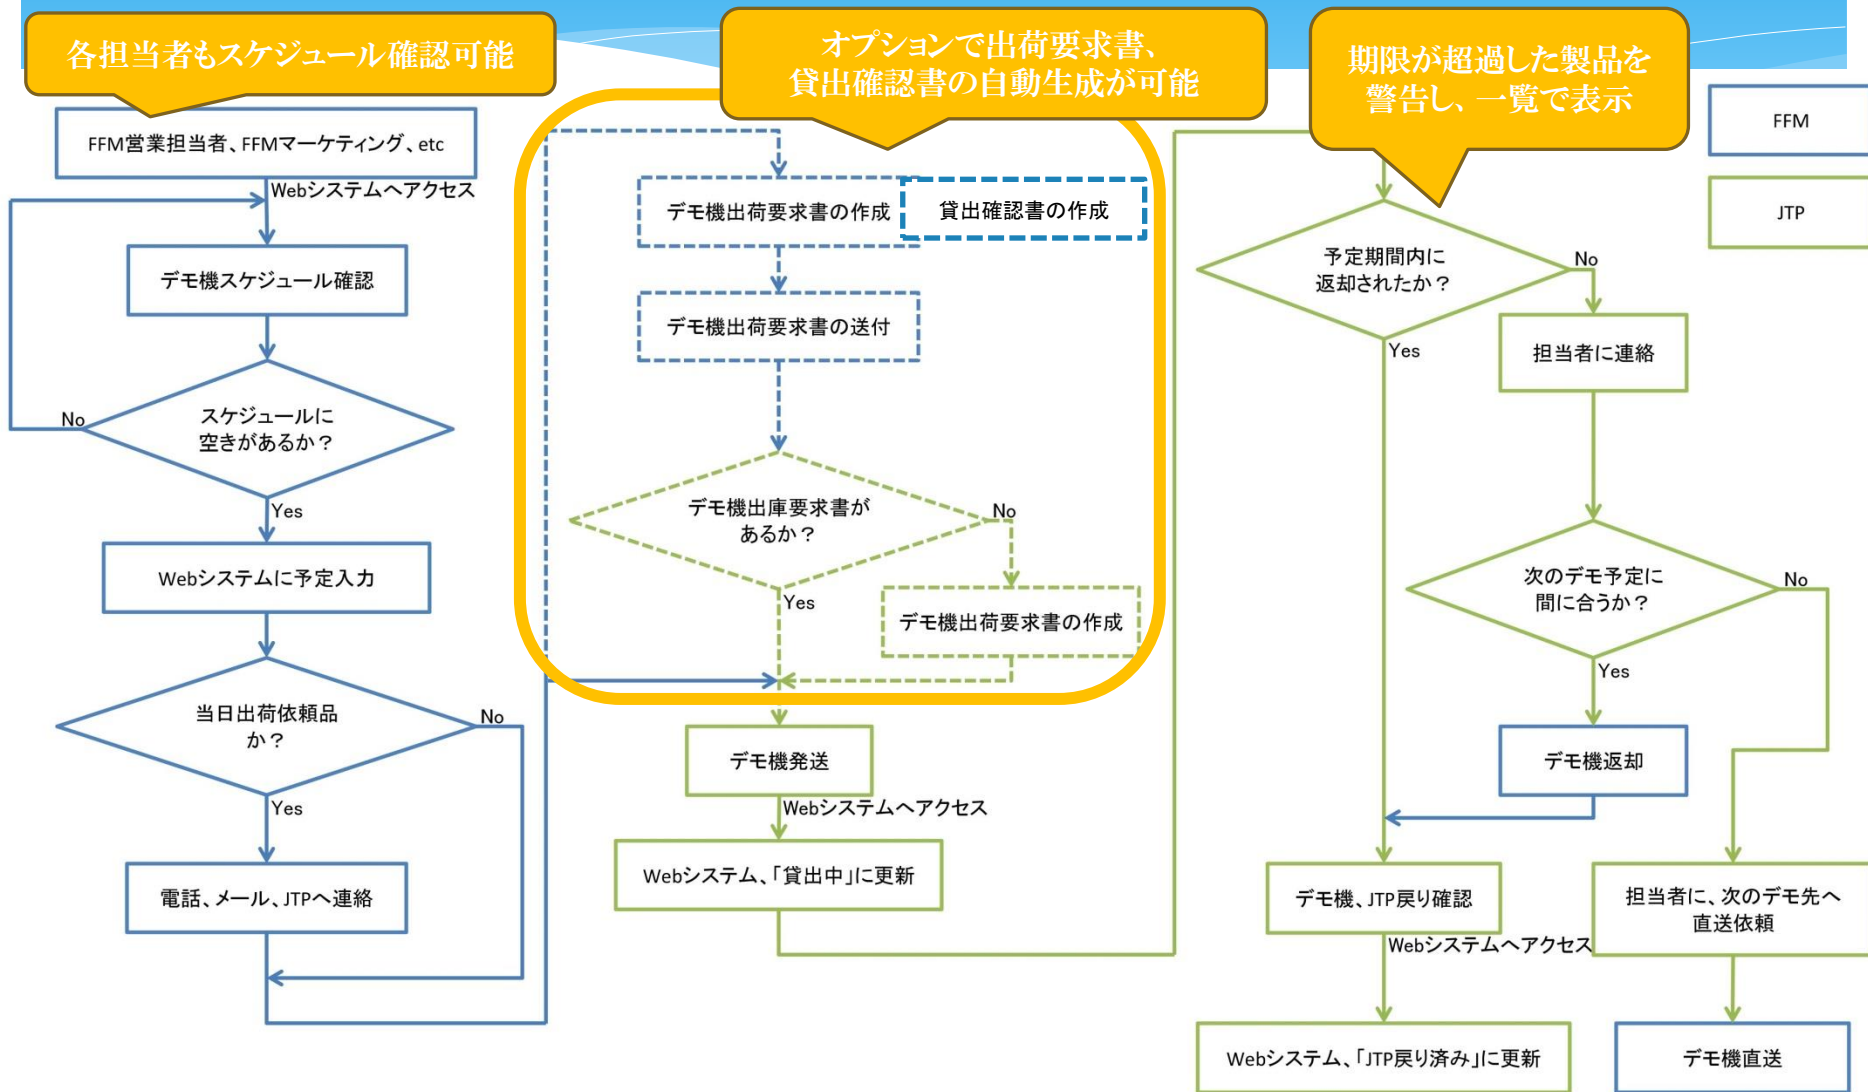 各担当者もスケジュール確認可能
FFM営業担当者、FFMマーケティング、etc
Webシステムへアクセス
デモ機スケジュール確認
スケジュールに
空きがあるか？
No
Yes
Webシステムに予定入力
当日出荷依頼品
か？
No
Yes
電話、メール、JTPへ連絡
オプションで出荷要求書、
貸出確認書の自動生成が可能
デモ機出荷要求書の作成
貸出確認書の作成
デモ機出荷要求書の送付
デモ機出庫要求書が
あるか？
No
Yes
デモ機出荷要求書の作成
デモ機発送
Webシステムへアクセス
Webシステム、「貸出中」に更新
期限が超過した製品を
警告し、一覧で表示
予定期間内に
返却されたか？
No
Yes
担当者に連絡
次のデモ予定に
間に合うか？
No
Yes
デモ機返却
デモ機、JTP戻り確認
Webシステムへアクセス
Webシステム、「JTP戻り済み」に更新
担当者に、次のデモ先へ
直送依頼
デモ機直送
FFM
JTP